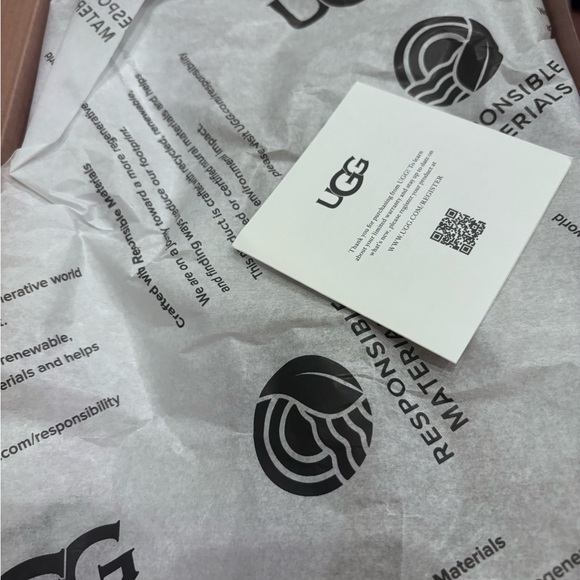 RESPONSIBLE
MATERIALS
UGG
UGG
Thank you for purchasing from UGG! To learn
about your limited warranty and stay up to date on
what's new, please register your product at
WWW.UGG.COM/REGISTER
Crafted with Responsible Materials
We are on a journey toward a more regenerative
and finding ways reduce our footprint.
This product is crafted with recycled, renewable,
or certified natural materials and helps
environmental impact.
please visit UGG.com/responsibility
RESPONSIBLE
MATERIALS
world
renewable,
and helps
.com/responsibility
RESPONSIBLE
MATERIALS
Materials